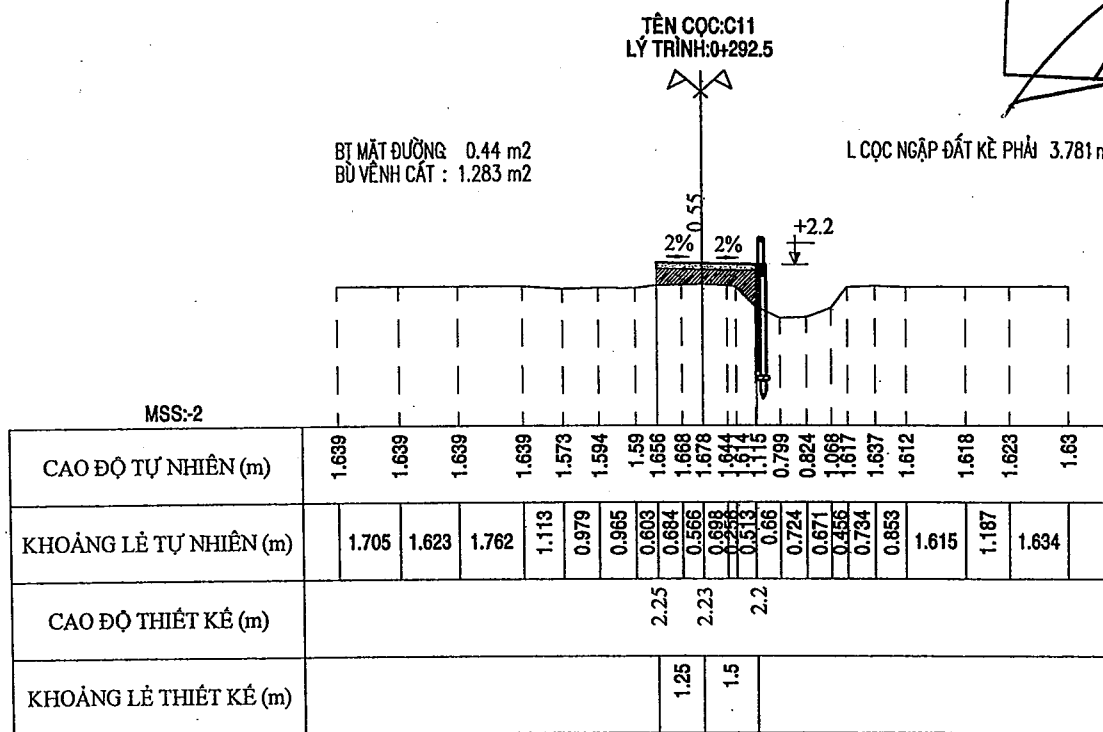 TÊN CỌC:C11
LÝ TRÌNH:0+292.5
BT MẶT ĐƯỜNG: 0.44 m2
BÙ VÊNH CÁT : 1.283 m2
L CỌC NGẬP ĐẤT KÈ PHẢI 3.781 m
0.55
2% 2%
+2.2
MSS:-2
CAO ĐỘ TỰ NHIÊN (m) 1.639 1.639 1.639 1.639 1.573 1.594 1.59 1.656 1.668 1.678 1.644 1.614 1.115 0.799 0.824 1.068 1.617 1.637 1.612 1.618 1.623 1.63
KHOẢNG LẺ TỰ NHIÊN (m) 1.705 1.623 1.762 1.113 0.979 0.965 0.603 0.684 0.566 0.698 0.256 0.513 0.66 0.724 0.671 0.456 0.734 0.853 1.615 1.187 1.634
CAO ĐỘ THIẾT KẾ (m) 2.25 2.23 2.2
KHOẢNG LẺ THIẾT KẾ (m) 1.25 1.5